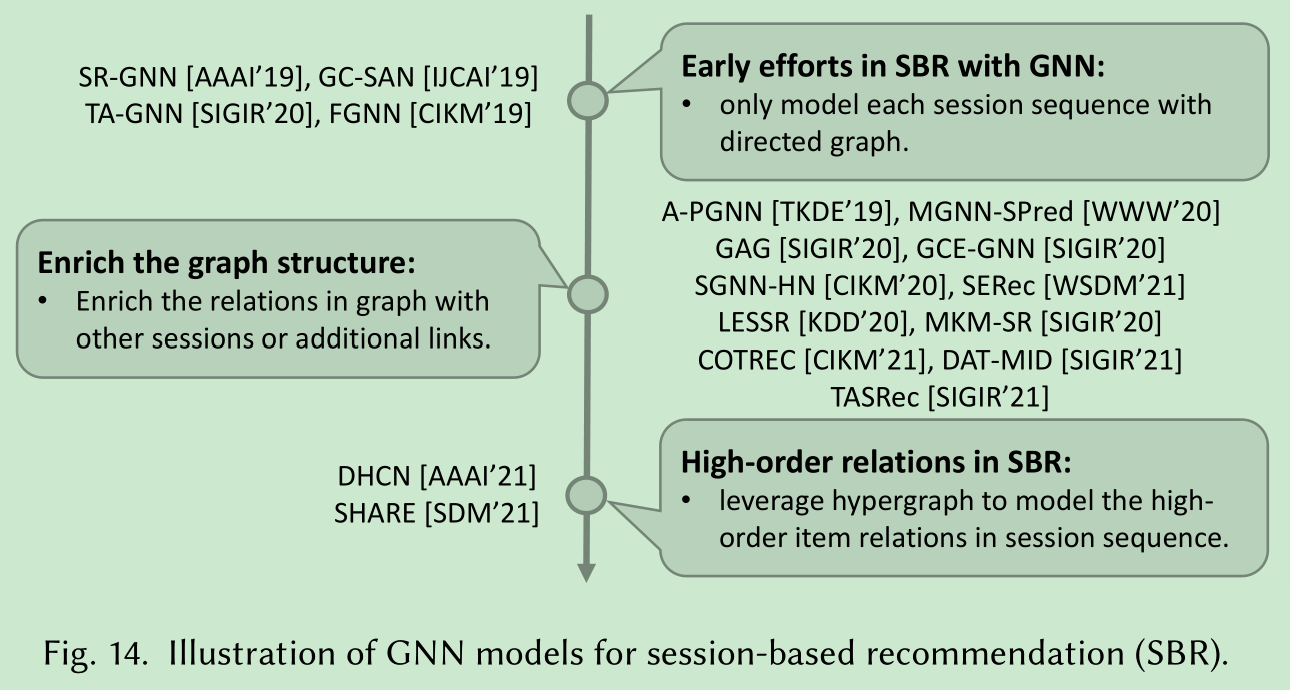 SR-GNN [AAAI’19], GC-SAN [IJCAI’19]
TA-GNN [SIGIR’20], FGNN [CIKM’19]
Early efforts in SBR with GNN:
• only model each session sequence with
directed graph.
Enrich the graph structure:
• Enrich the relations in graph with
other sessions or additional links.
A-PGNN [TKDE’19], MGNN-SPred [WWW’20]
GAG [SIGIR’20], GCE-GNN [SIGIR’20]
SGNN-HN [CIKM’20], SERec [WSDM’21]
LESSR [KDD’20], MKM-SR [SIGIR’20]
COTREC [CIKM’21], DAT-MID [SIGIR’21]
TASRec [SIGIR’21]
DHCN [AAAI’21]
SHARE [SDM’21]
High-order relations in SBR:
• leverage hypergraph to model the high-
order item relations in session sequence.
Fig. 14. Illustration of GNN models for session-based recommendation (SBR).